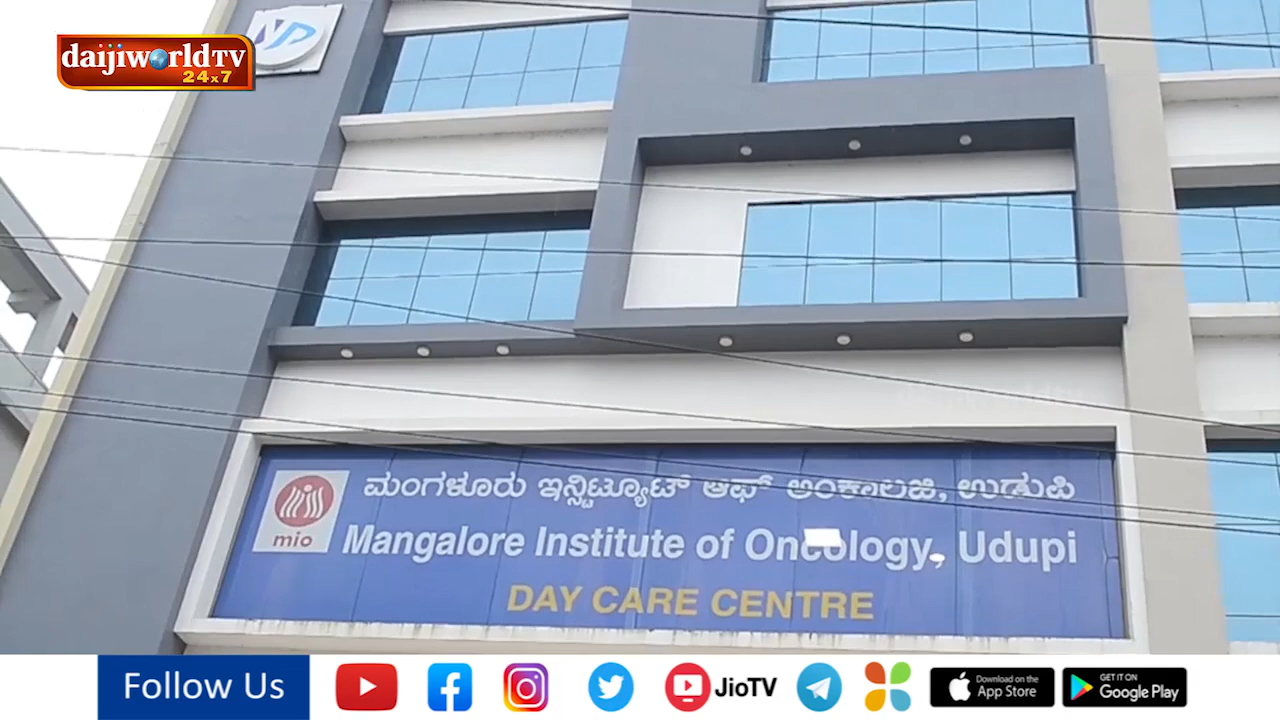 daijiworldTV
24x7
ಮಂಗಳೂರು ಇನ್ಸ್ಟಿಟ್ಯೂಟ್ ಆಫ್ ಅಂಕಾಲಜಿ, ಉಡುಪಿ
mio
Mangalore Institute of Oncology, Udupi
DAY CARE CENTRE
Follow Us
JioTV
Download on the
App Store
GET IT ON
Google Play